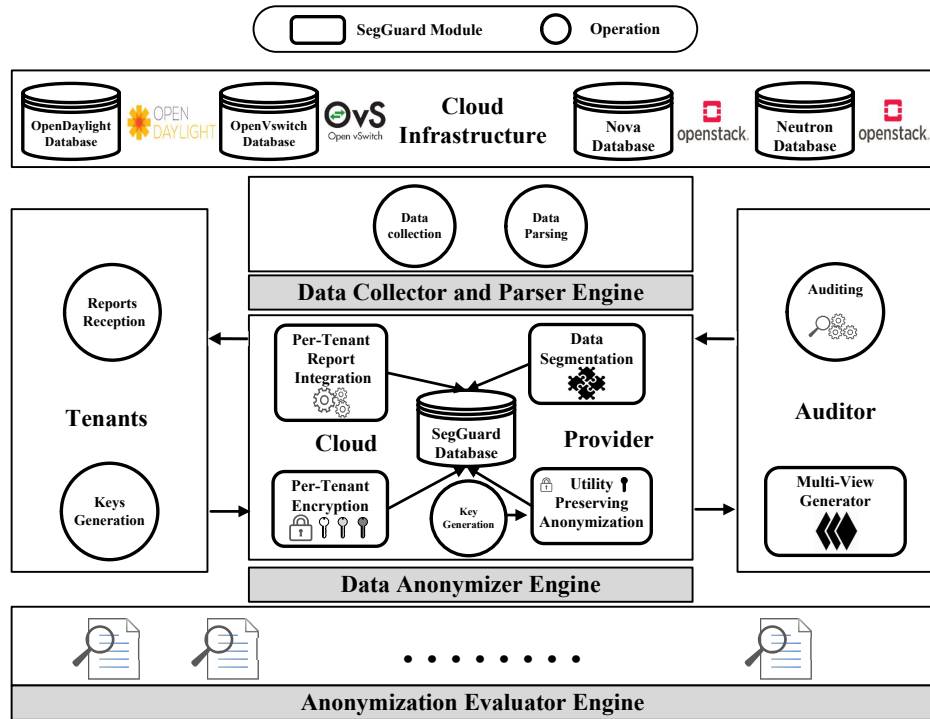 SegGuard Module
Operation
OpenDaylight
Database
OPEN
DAYLIGHT
OpenVswitch
Database
OvS
Open vSwitch
Cloud
Infrastructure
Nova
Database
openstack.
Neutron
Database
openstack.
Data
collection
Data
Parsing
Data Collector and Parser Engine
Reports
Reception
Tenants
Keys
Generation
Per-Tenant
Report
Integration
Data
Segmentation
SegGuard
Database
Cloud
Provider
Per-Tenant
Encryption
Key
Generation
Utility
Preserving
Anonymization
Data Anonymizer Engine
Auditing
Auditor
Multi-View
Generator
Anonymization Evaluator Engine